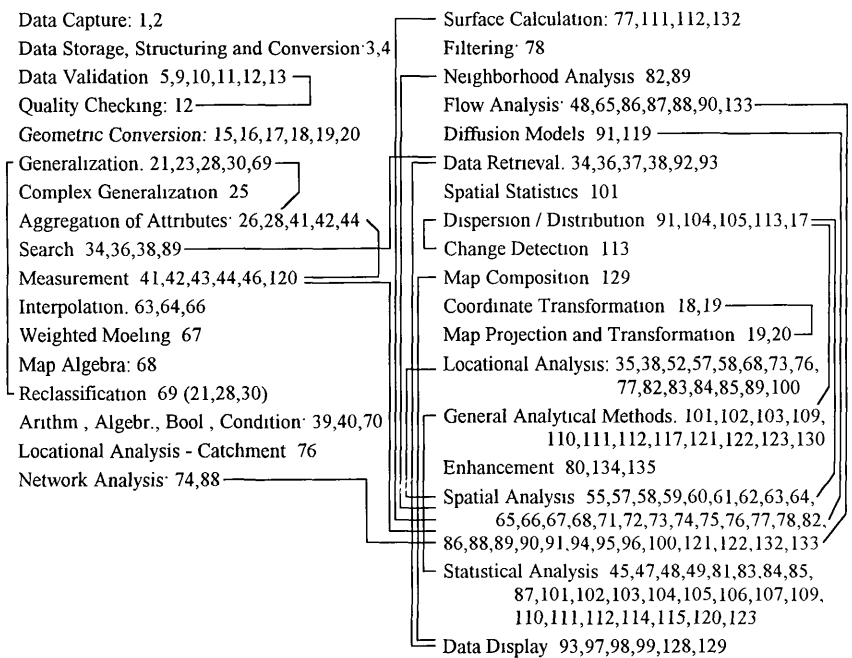 Data Capture: 1,2
Data Storage, Structuring and Conversion·3,4
Data Validation 5,9,10,11,12,13
Quality Checking: 12
Geometric Conversion: 15,16,17,18,19,20
Generalization. 21,23,28,30,69
Complex Generalization 25
Aggregation of Attributes· 26,28,41,42,44
Search 34,36,38,89
Measurement 41,42,43,44,46,120
Interpolation. 63,64,66
Weighted Moeling 67
Map Algebra: 68
Reclassification 69 (21,28,30)
Arithm , Algebr., Bool , Condition· 39,40,70
Locational Analysis - Catchment 76
Network Analysis· 74,88
Surface Calculation: 77,111,112,132
Filtering· 78
Neighborhood Analysis 82,89
Flow Analysis· 48,65,86,87,88,90,133
Diffusion Models 91,119
Data Retrieval. 34,36,37,38,92,93
Spatial Statistics 101
Dispersion / Distribution 91,104,105,113,17
Change Detection 113
Map Composition 129
Coordinate Transformation 18,19
Map Projection and Transformation 19,20
Locational Analysis: 35,38,52,57,58,68,73,76,
77,82,83,84,85,89,100
General Analytical Methods. 101,102,103,109,
110,111,112,117,121,122,123,130
Enhancement 80,134,135
Spatial Analysis 55,57,58,59,60,61,62,63,64,
65,66,67,68,71,72,73,74,75,76,77,78,82,
86,88,89,90,91,94,95,96,100,121,122,132,133
Statistical Analysis 45,47,48,49,81,83,84,85,
87,101,102,103,104,105,106,107,109,
110,111,112,114,115,120,123
Data Display 93,97,98,99,128,129